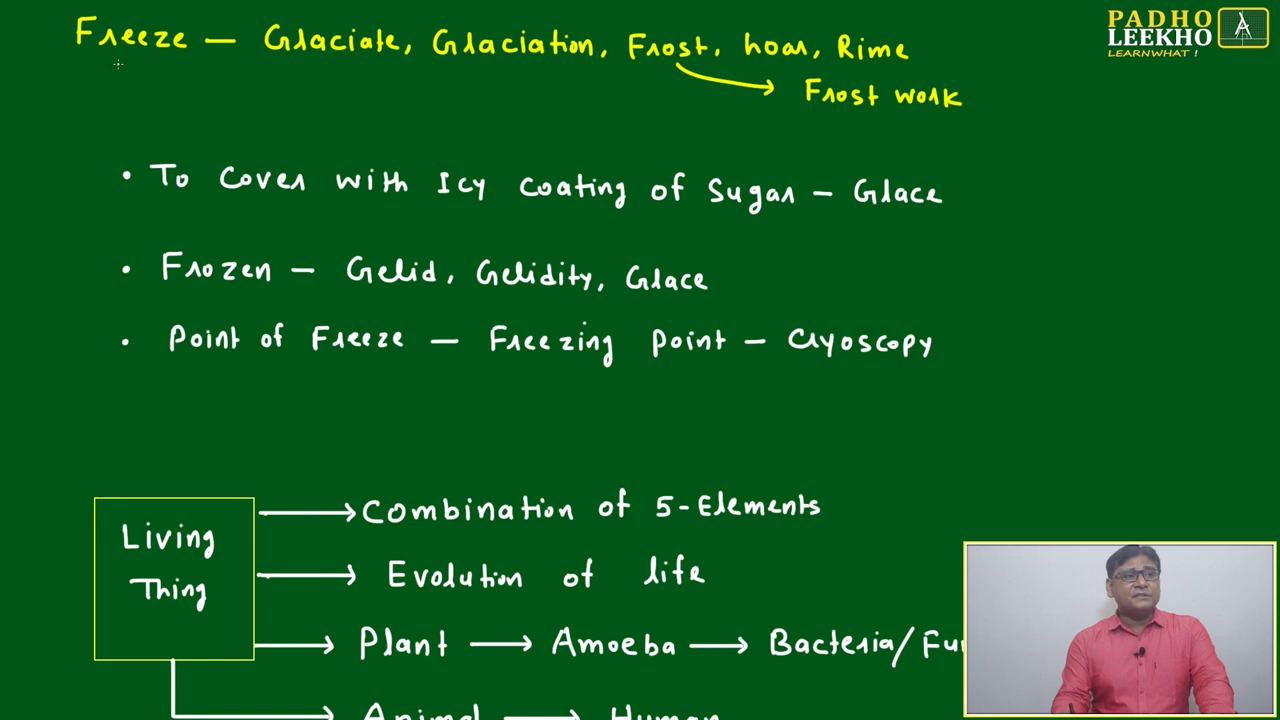 Freeze — Glaciate, Glaciation, Frost, hoar, Rime
Frost work
PADHO
LEEKHO
LEARNWHAT !
• To cover with Icy coating of Sugar — Glace
• Frozen — Gelid, Gelidity, Glace
• Point of Freeze — Freezing Point — Cryoscopy
Living
Thing
Combination of 5-Elements
Evolution of life
Plant → Amoeba → Bacteria/
Animal → Human